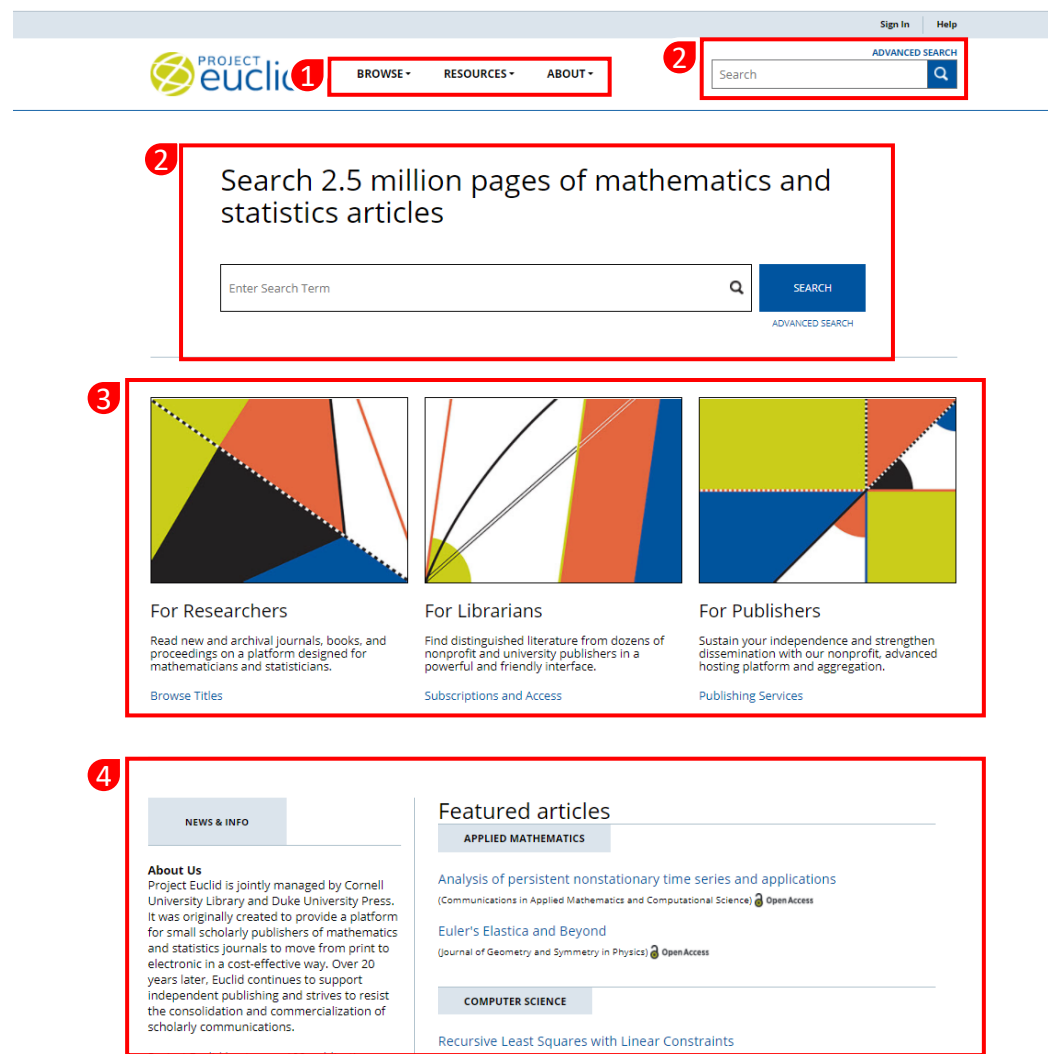 Sign In Help
PROJECT
euclid
1
BROWSE
RESOURCES
ABOUT
2
ADVANCED SEARCH
Search
2
Search 2.5 million pages of mathematics and
statistics articles
Enter Search Term
SEARCH
ADVANCED SEARCH
3
For Researchers
Read new and archival journals, books, and
proceedings on a platform designed for
mathematicians and statisticians.
Browse Titles
For Librarians
Find distinguished literature from dozens of
nonprofit and university publishers in a
powerful and friendly interface.
Subscriptions and Access
For Publishers
Sustain your independence and strengthen
dissemination with our nonprofit, advanced
hosting platform and aggregation.
Publishing Services
4
NEWS & INFO
About Us
Project Euclid is jointly managed by Cornell
University Library and Duke University Press.
It was originally created to provide a platform
for small scholarly publishers of mathematics
and statistics journals to move from print to
electronic in a cost-effective way. Over 20
years later, Euclid continues to support
independent publishing and strives to resist
the consolidation and commercialization of
scholarly communications.
Featured articles
APPLIED MATHEMATICS
Analysis of persistent nonstationary time series and applications
(Communications in Applied Mathematics and Computational Science) Open Access
Euler's Elastica and Beyond
(Journal of Geometry and Symmetry in Physics) Open Access
COMPUTER SCIENCE
Recursive Least Squares with Linear Constraints